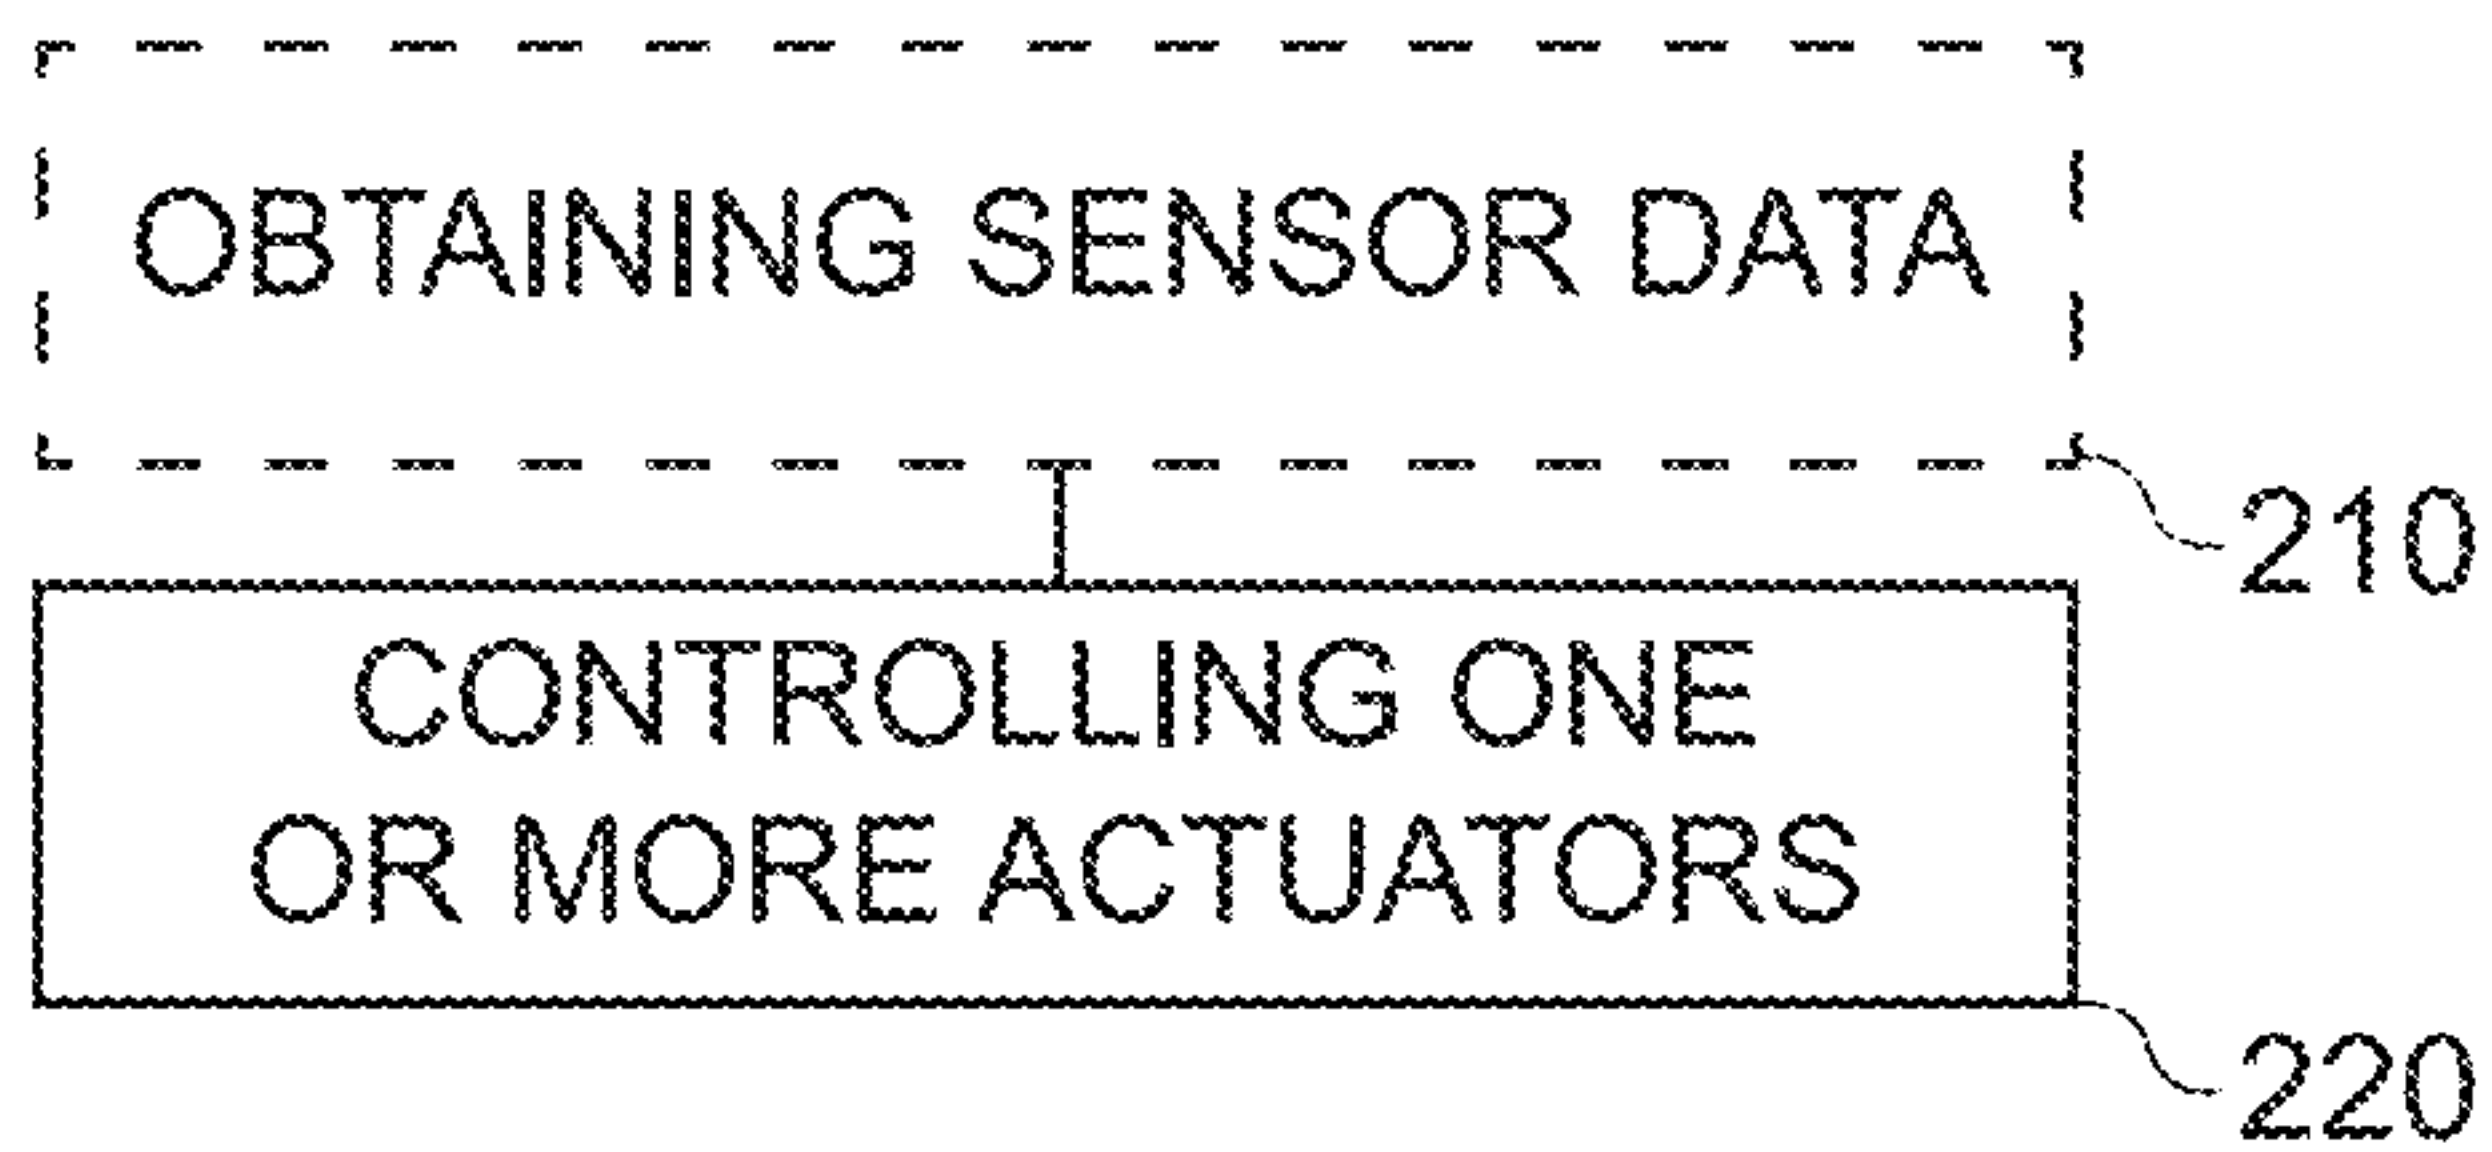 OBTAINING SENSOR DATA
210
CONTROLLING ONE
OR MORE ACTUATORS
220